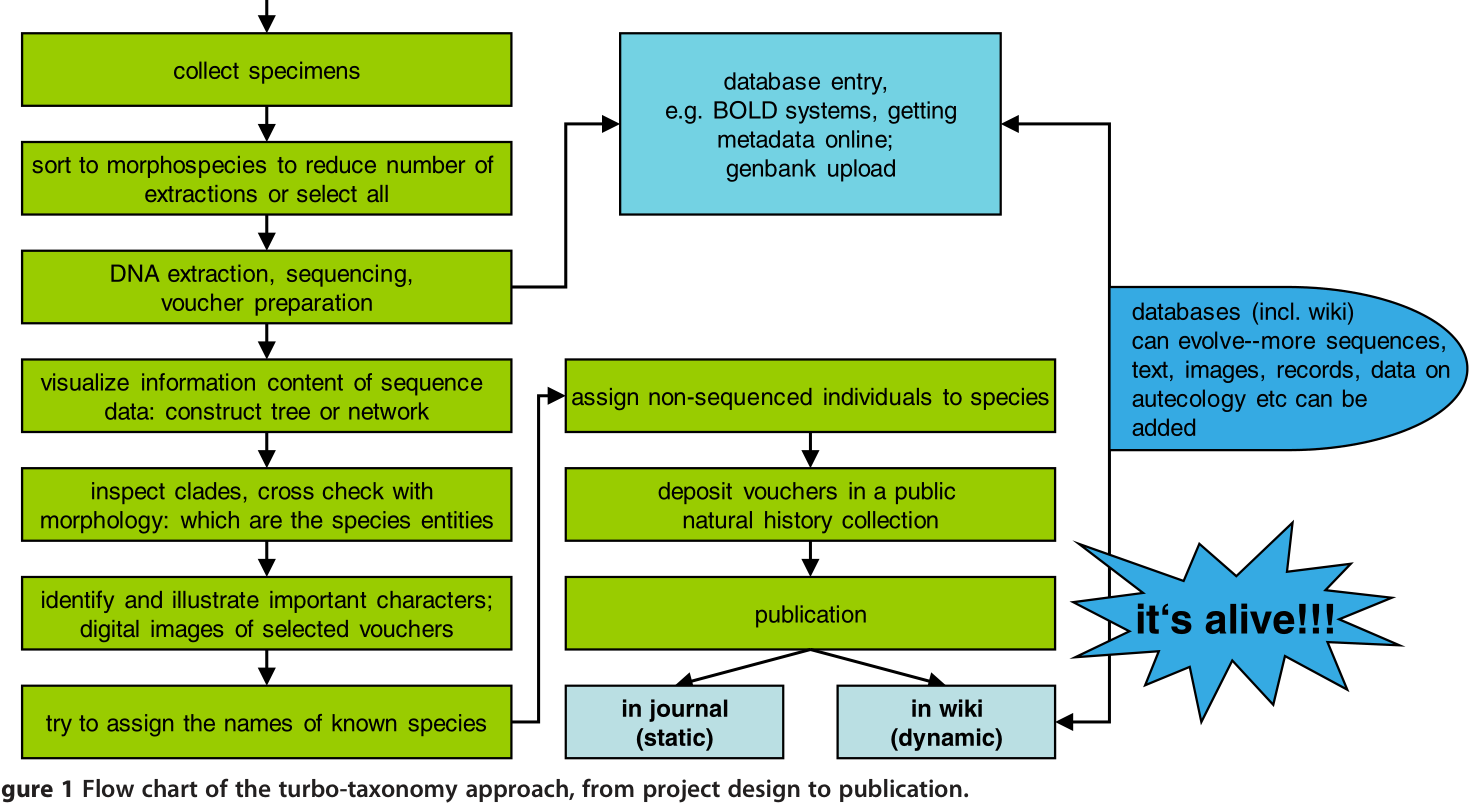 collect specimens
sort to morphospecies to reduce number of
extractions or select all
DNA extraction, sequencing,
voucher preparation
visualize information content of sequence
data: construct tree or network
inspect clades, cross check with
morphology: which are the species entities
identify and illustrate important characters;
digital images of selected vouchers
try to assign the names of known species
database entry,
e.g. BOLD systems, getting
metadata online;
genbank upload
assign non-sequenced individuals to species
deposit vouchers in a public
natural history collection
publication
in journal
(static)
in wiki
(dynamic)
databases (incl. wiki)
can evolve--more sequences,
text, images, records, data on
autecology etc can be
added
it‘s alive!!!
gure 1 Flow chart of the turbo-taxonomy approach, from project design to publication.